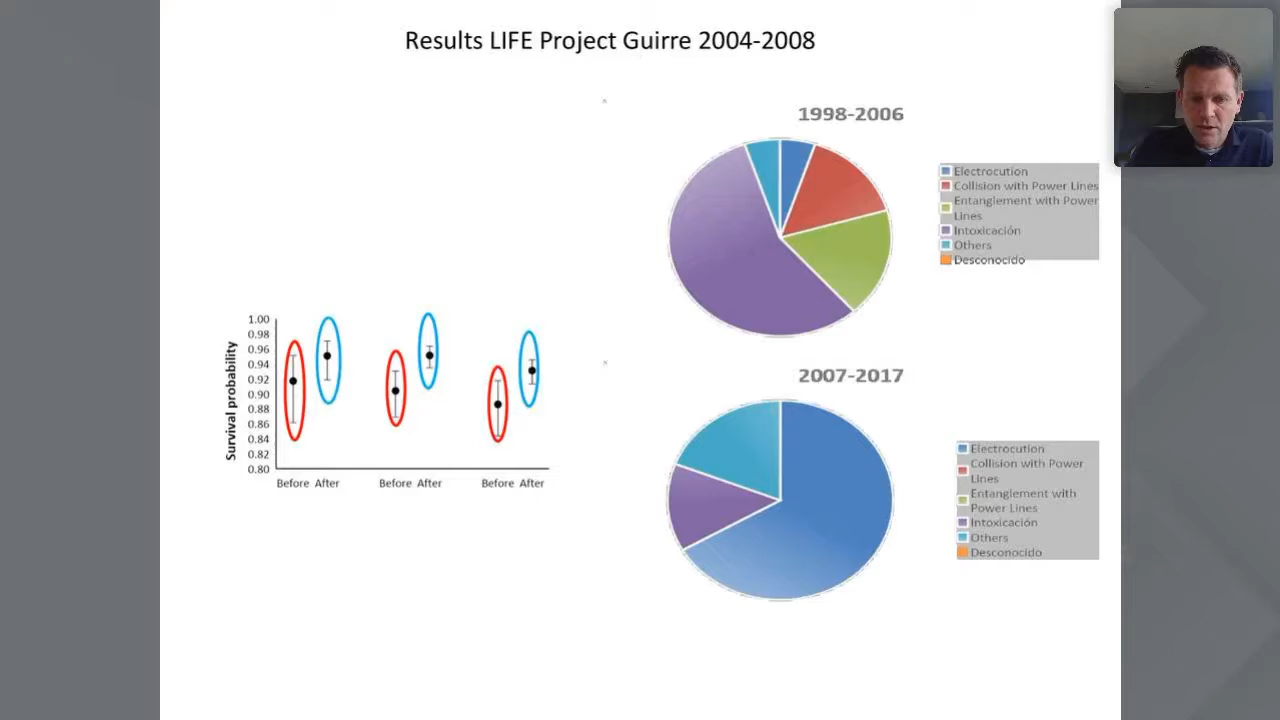 Results LIFE Project Guirre 2004-2008
1998-2006
Electrocution
Collision with Power Lines
Entanglement with Power
Lines
Intoxicación
Others
Desconocido
Survival probability
1.00
0.98
0.96
0.94
0.92
0.90
0.88
0.86
0.84
0.82
0.80
Before After
Before After
Before After
2007-2017
Electrocution
Collision with Power
Lines
Entanglement with
Power Lines
Intoxicación
Others
Desconocido